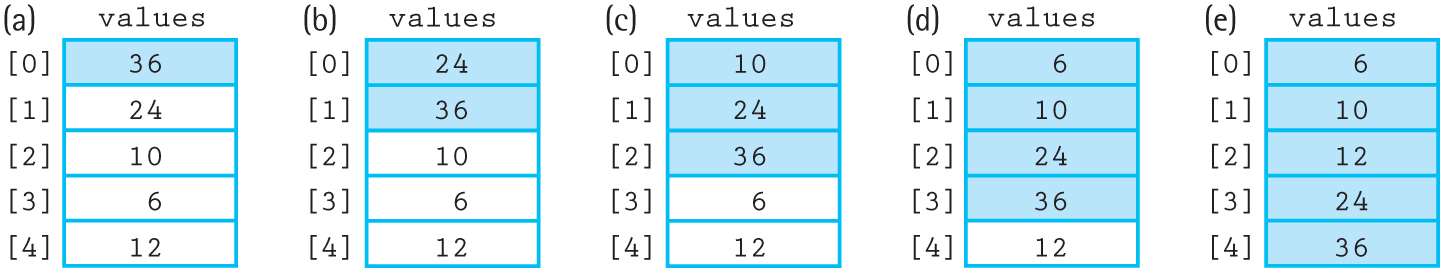 (a) values (b) values (c) values (d) values (e) values
[0] 36 [0] 24 [0] 10 [0] 6 [0] 6
[1] 24 [1] 36 [1] 24 [1] 10 [1] 10
[2] 10 [2] 10 [2] 36 [2] 24 [2] 12
[3] 6 [3] 6 [3] 6 [3] 36 [3] 24
[4] 12 [4] 12 [4] 12 [4] 12 [4] 36